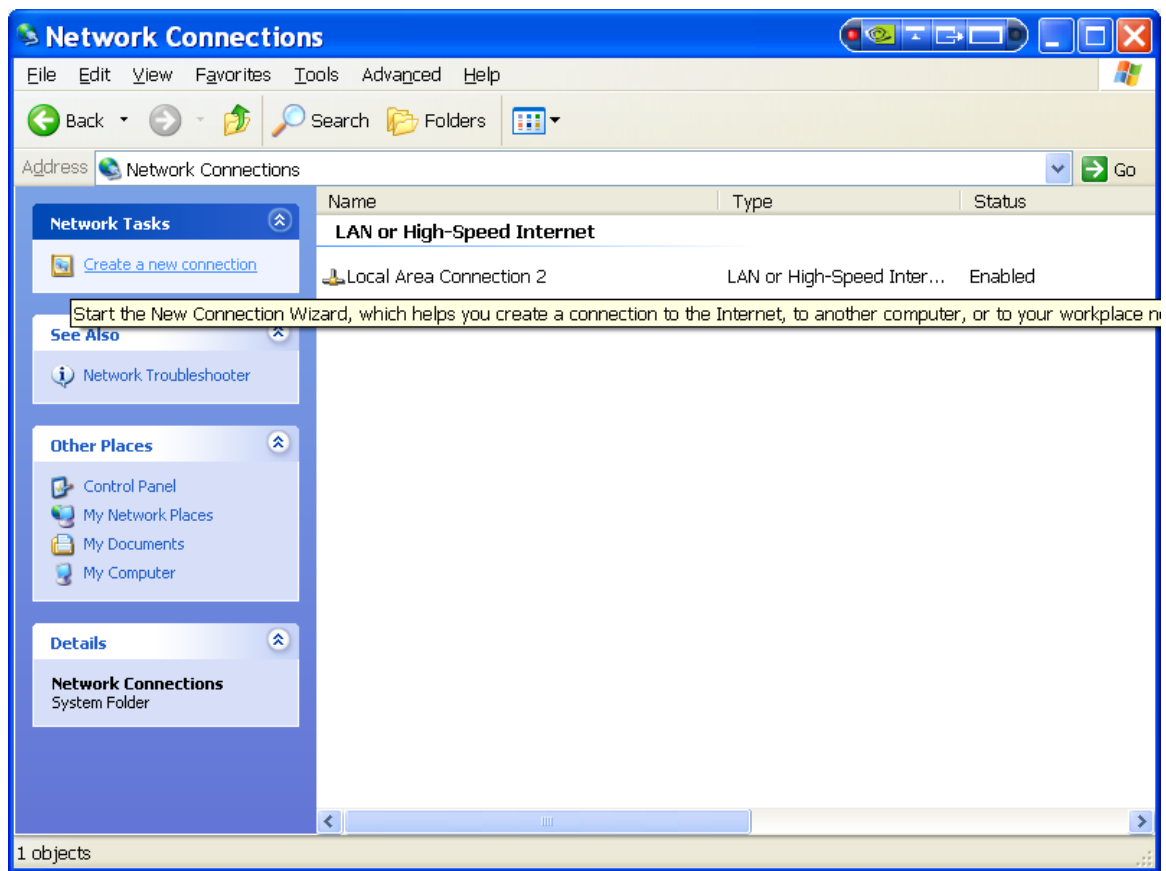 Network Connections
File Edit View Favorites Tools Advanced Help
Back Search Folders
Address Network Connections Go
Name Type Status
Network Tasks
LAN or High-Speed Internet
Create a new connection
Local Area Connection 2 LAN or High-Speed Inter... Enabled
Start the New Connection Wizard, which helps you create a connection to the Internet, to another computer, or to your workplace
See Also
Network Troubleshooter
Other Places
Control Panel
My Network Places
My Documents
My Computer
Details
Network Connections
System Folder
1 objects